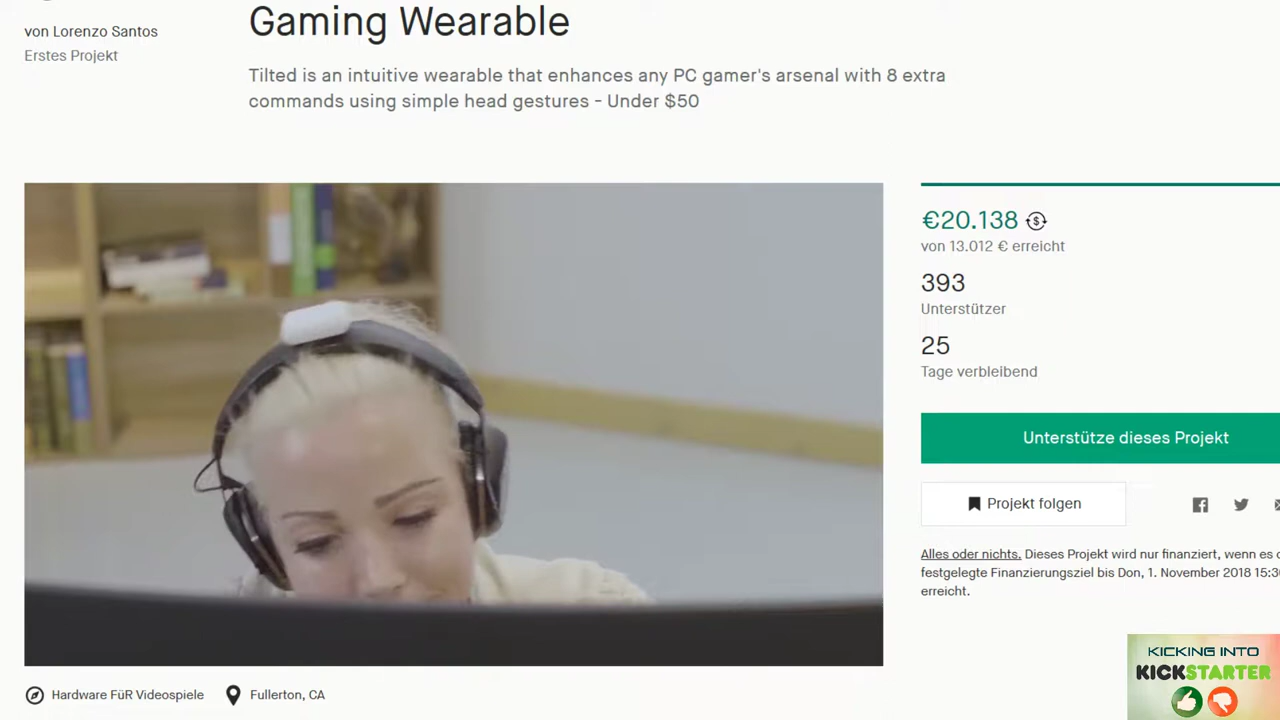 Gaming Wearable
von Lorenzo Santos
Erstes Projekt
Tilted is an intuitive wearable that enhances any PC gamer's arsenal with 8 extra
commands using simple head gestures - Under $50
€20.138
von 13.012 € erreicht
393
Unterstützer
25
Tage verbleibend
Unterstütze dieses Projekt
Projekt folgen
Alles oder nichts. Dieses Projekt wird nur finanziert, wenn es
festgelegte Finanzierungsziel bis Don, 1. November 2018 15:3
erreicht.
Hardware FüR Videospiele
Fullerton, CA
KICKING INTO
KICKSTARTER